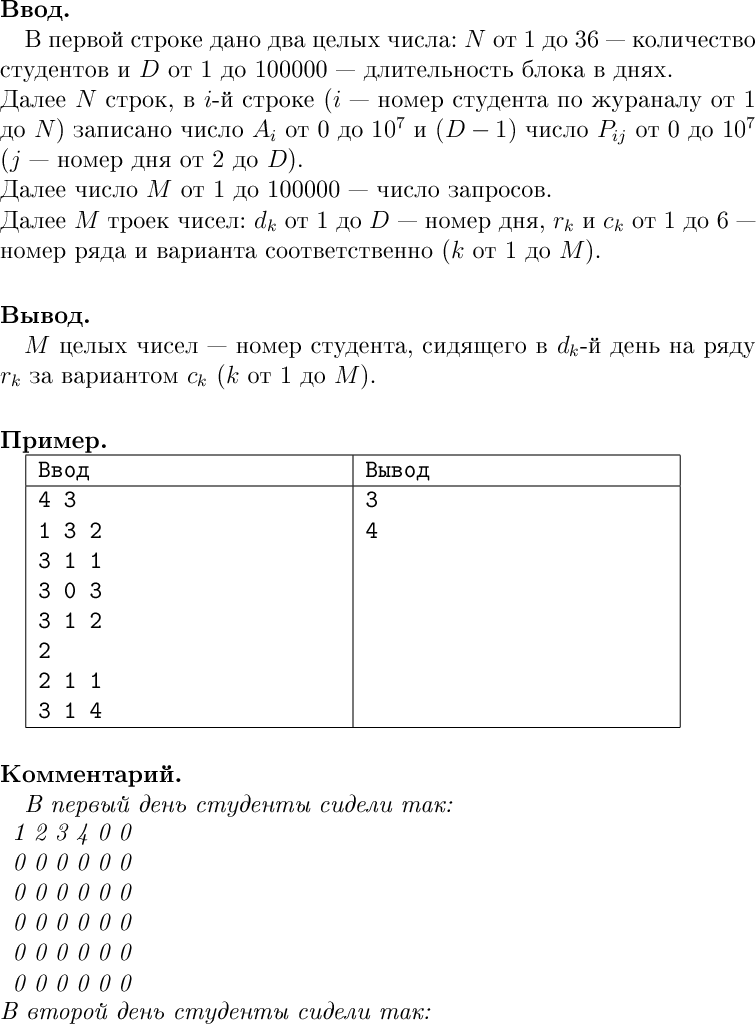 Ввод.
В первой строке дано два целых числа: N от 1 до 36 — количество
студентов и D от 1 до 100000 — длительность блока в днях.
Далее N строк, в i-й строке (i — номер студента по жураналу от 1
до N) записано число A_i от 0 до 10^7 и (D − 1) число P_ij от 0 до 10^7
(j — номер дня от 2 до D).
Далее число M от 1 до 100000 — число запросов.
Далее M троек чисел: d_k от 1 до D — номер дня, r_k и c_k от 1 до 6 —
номер ряда и варианта соответственно (k от 1 до M).
Вывод.
M целых чисел — номер студента, сидящего в d_k-й день на ряду
r_k за вариантом c_k (k от 1 до M).
Пример.
Ввод Вывод
4 3 3
1 3 2 4
3 1 1
3 0 3
3 1 2
2
2 1 1
3 1 4
Комментарий.
В первый день студенты сидели так:
1 2 3 4 0 0
0 0 0 0 0 0
0 0 0 0 0 0
0 0 0 0 0 0
0 0 0 0 0 0
0 0 0 0 0 0
В второй день студенты сидели так: